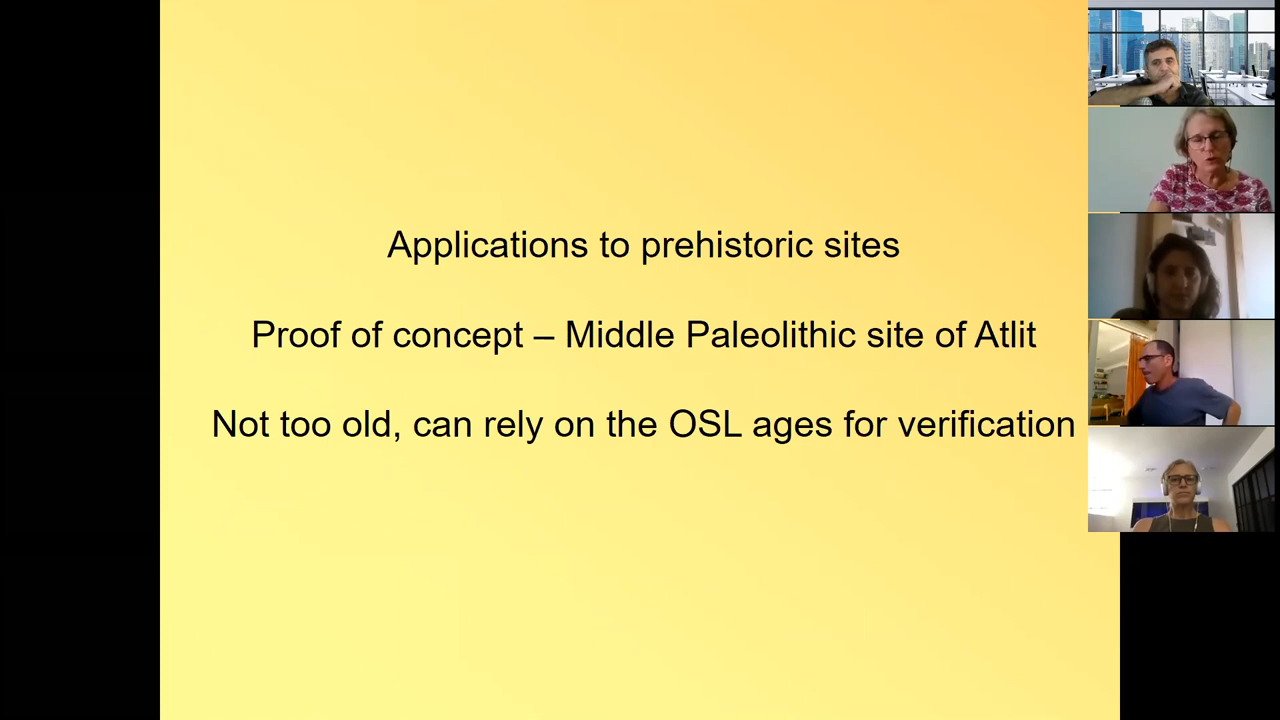 Applications to prehistoric sites
Proof of concept – Middle Paleolithic site of Atlit
Not too old, can rely on the OSL ages for verification